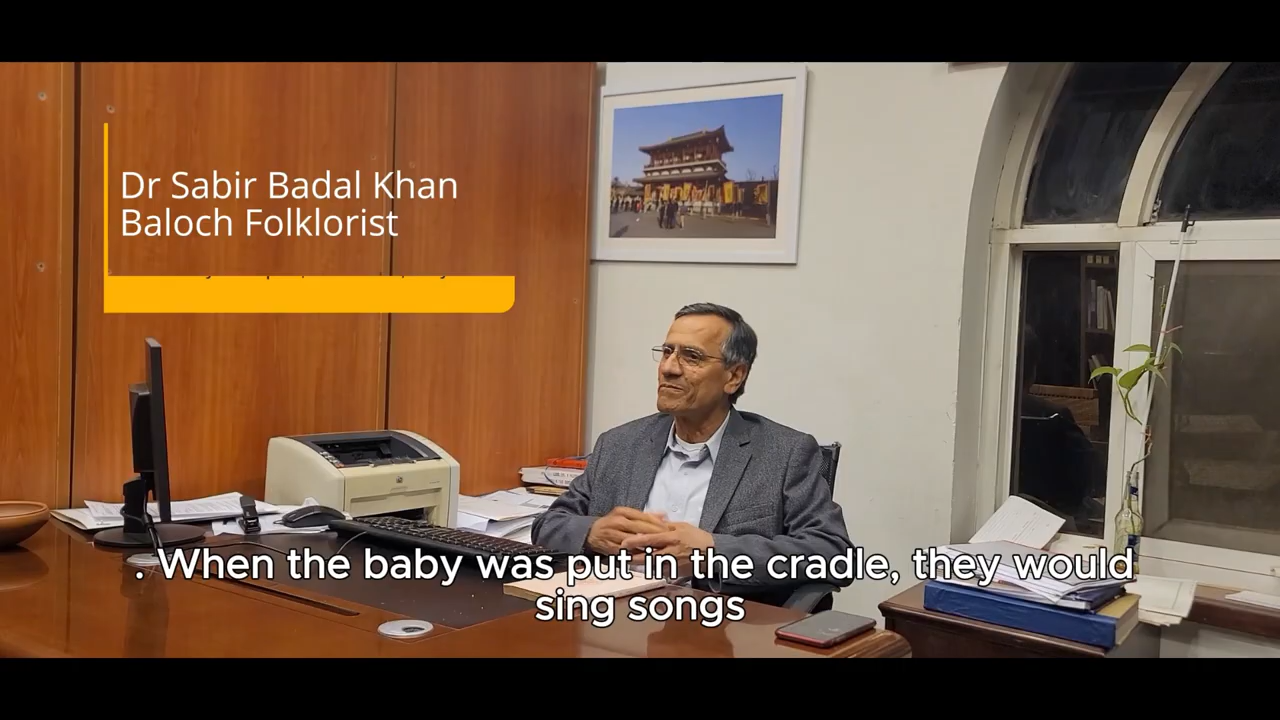 Dr Sabir Badal Khan
Baloch Folklorist
. When the baby was put in the cradle, they would
sing songs